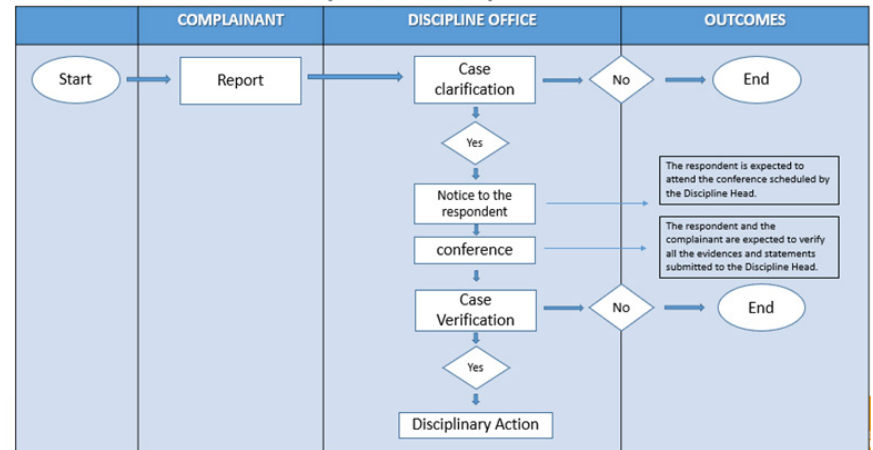 COMPLAINANT
DISCIPLINE OFFICE
OUTCOMES
Start
Report
Case
clarification
No
End
Yes
Notice to the
respondent
The respondent is expected to
attend the conference scheduled by
the Discipline Head.
conference
The respondent and the
complainant are expected to verify
all the evidences and statements
submitted to the Discipline Head.
Case
Verification
No
End
Yes
Disciplinary Action